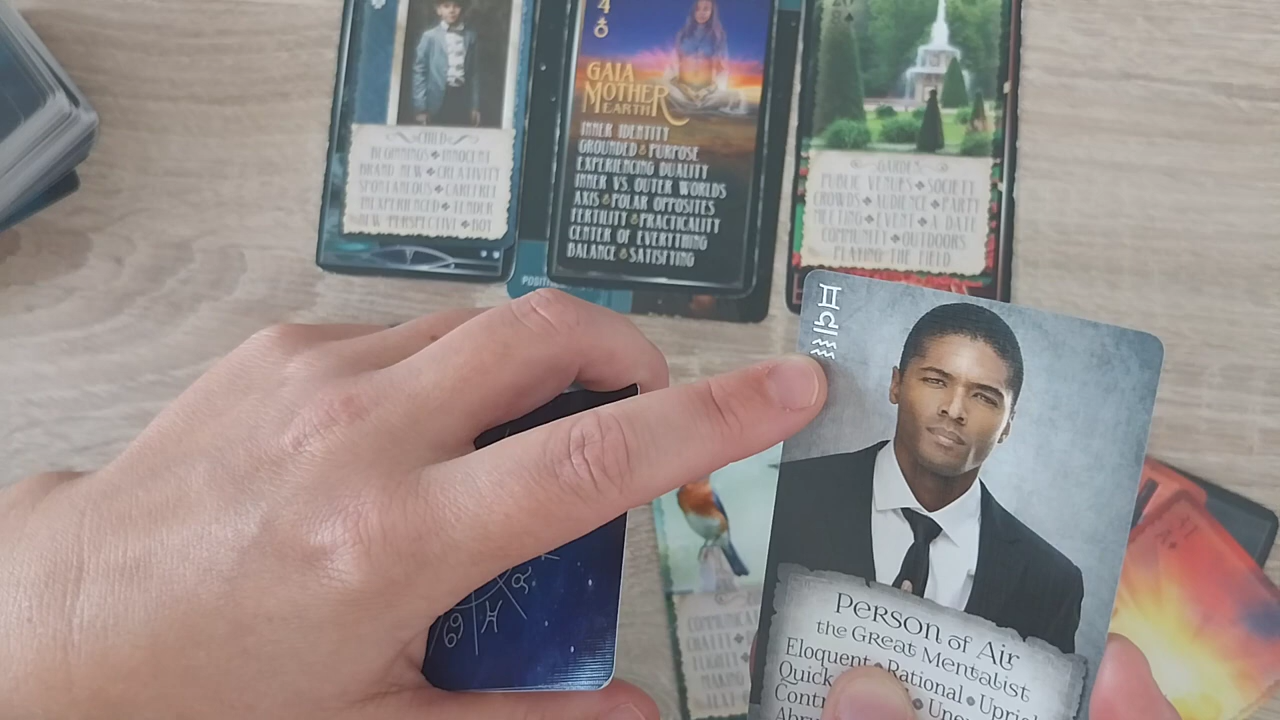 CHILD
BEGINNINGS ❖ INNOCENT
BRAND NEW ❖ CREATIVITY
SPONTANEOUS ❖ CAREFREE
INEXPERIENCED ❖ TENDER
NEW PERSPECTIVE ❖ BOY
4
♁
GAIA
MOTHER
EARTH
INNER IDENTITY
GROUNDED & PURPOSE
EXPERIENCING DUALITY
INNER VS. OUTER WORLDS
AXIS & POLAR OPPOSITES
FERTILITY & PRACTICALITY
CENTER OF EVERYTHING
BALANCE & SATISFYING
GARDEN
PUBLIC VENUES ❖ SOCIETY
CROWDS ❖ AUDIENCE ❖ PARTY
MEETING ❖ EVENT ❖ A DATE
COMMUNITY ❖ OUTDOORS
PLAYING THE FIELD
♊
♎
♒
Person of Air
the Great Mentalist
Eloquent • Rational •
Quick